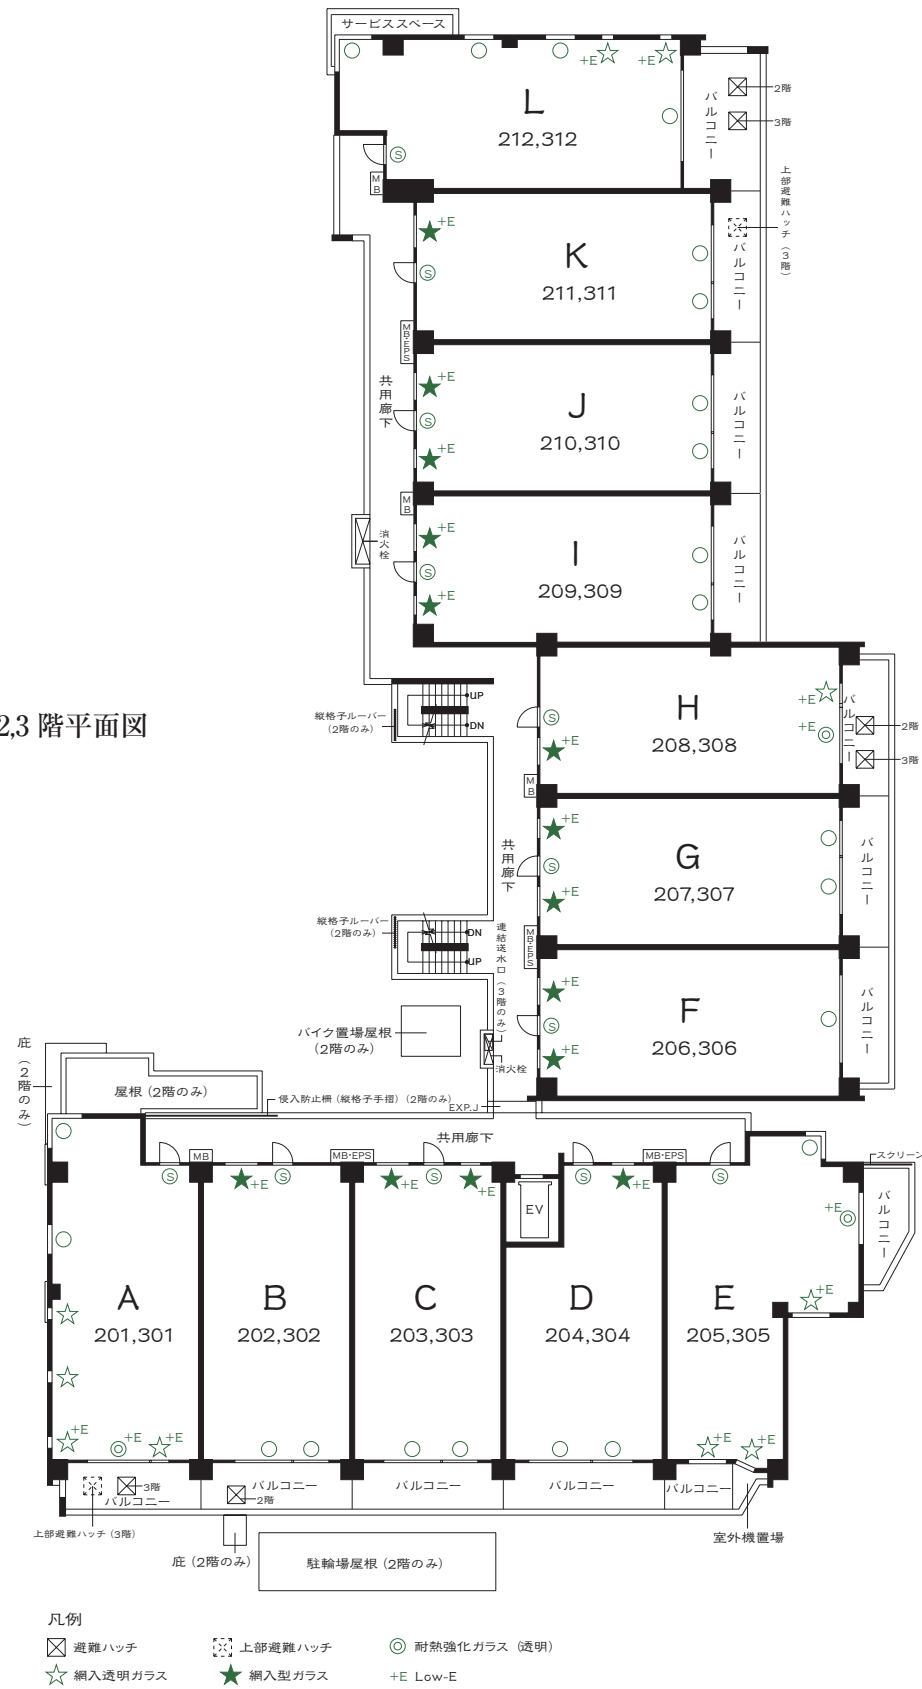 サービススペース
+E
+E
L
212,312
バルコニー
2階
3階
S
MB
上部避難ハッチ（3階）
+E
K
211,311
S
バルコニー
MB・EPS
共用廊下
+E
J
210,310
S
+E
バルコニー
MB
消火栓
+E
I
209,309
S
+E
バルコニー
2,3 階平面図
縦格子ルーバー
（2階のみ）
UP
DN
H
208,308
S
+E
+E
+E
バルコニー
2階
3階
MB
共用廊下
+E
G
207,307
S
+E
バルコニー
縦格子ルーバー
（2階のみ）
DN
UP
連結送水口（3階のみ）
MB・EPS
+E
F
206,306
S
+E
バルコニー
バイク置場屋根
（2階のみ）
消火栓
庇（2階のみ）
屋根（2階のみ）
侵入防止柵（縦格子手摺）（2階のみ）
EXP.J
共用廊下
MB
MB・EPS
MB・EPS
スクリーン
S
+E
S
+E
S
+E
S
+E
S
EV
+E
バルコニー
A
201,301
B
202,302
C
203,303
D
204,304
E
205,305
+E
+E
+E
+E
+E
3階
バルコニー
2階
バルコニー
バルコニー
バルコニー
バルコニー
上部避難ハッチ（3階）
庇（2階のみ）
駐輪場屋根（2階のみ）
室外機置場
凡例
避難ハッチ
上部避難ハッチ
耐熱強化ガラス（透明）
網入透明ガラス
網入型ガラス
+E Low-E